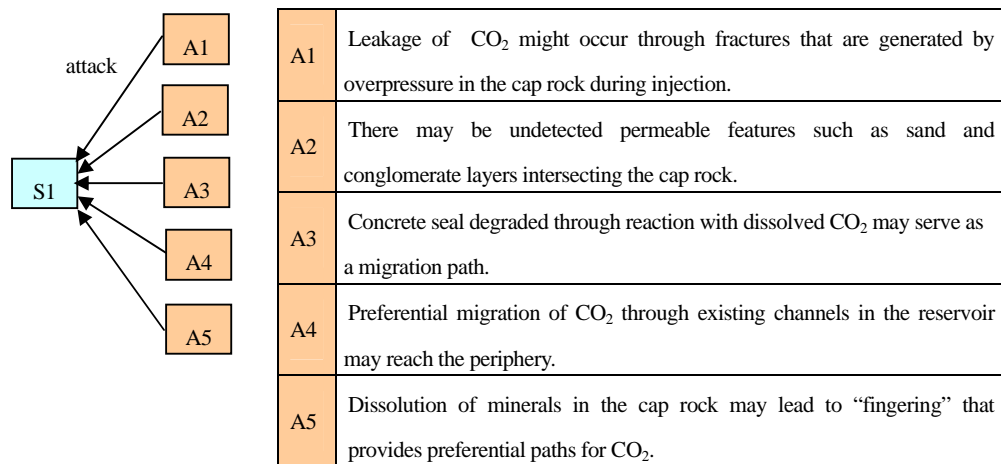 attack
A1
A2
A3
A4
A5
S1
A1
Leakage of CO₂ might occur through fractures that are generated by
overpressure in the cap rock during injection.
A2
There may be undetected permeable features such as sand and
conglomerate layers intersecting the cap rock.
A3
Concrete seal degraded through reaction with dissolved CO₂ may serve as
a migration path.
A4
Preferential migration of CO₂ through existing channels in the reservoir
may reach the periphery.
A5
Dissolution of minerals in the cap rock may lead to “fingering” that
provides preferential paths for CO₂.